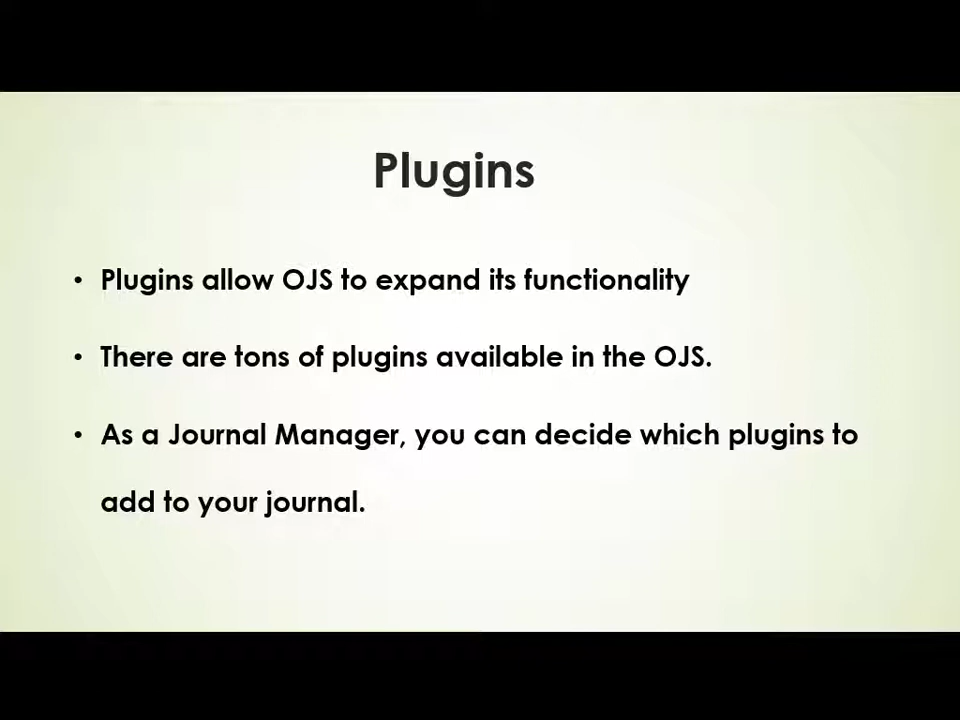 Plugins
• Plugins allow OJS to expand its functionality
• There are tons of plugins available in the OJS.
• As a Journal Manager, you can decide which plugins to
add to your journal.